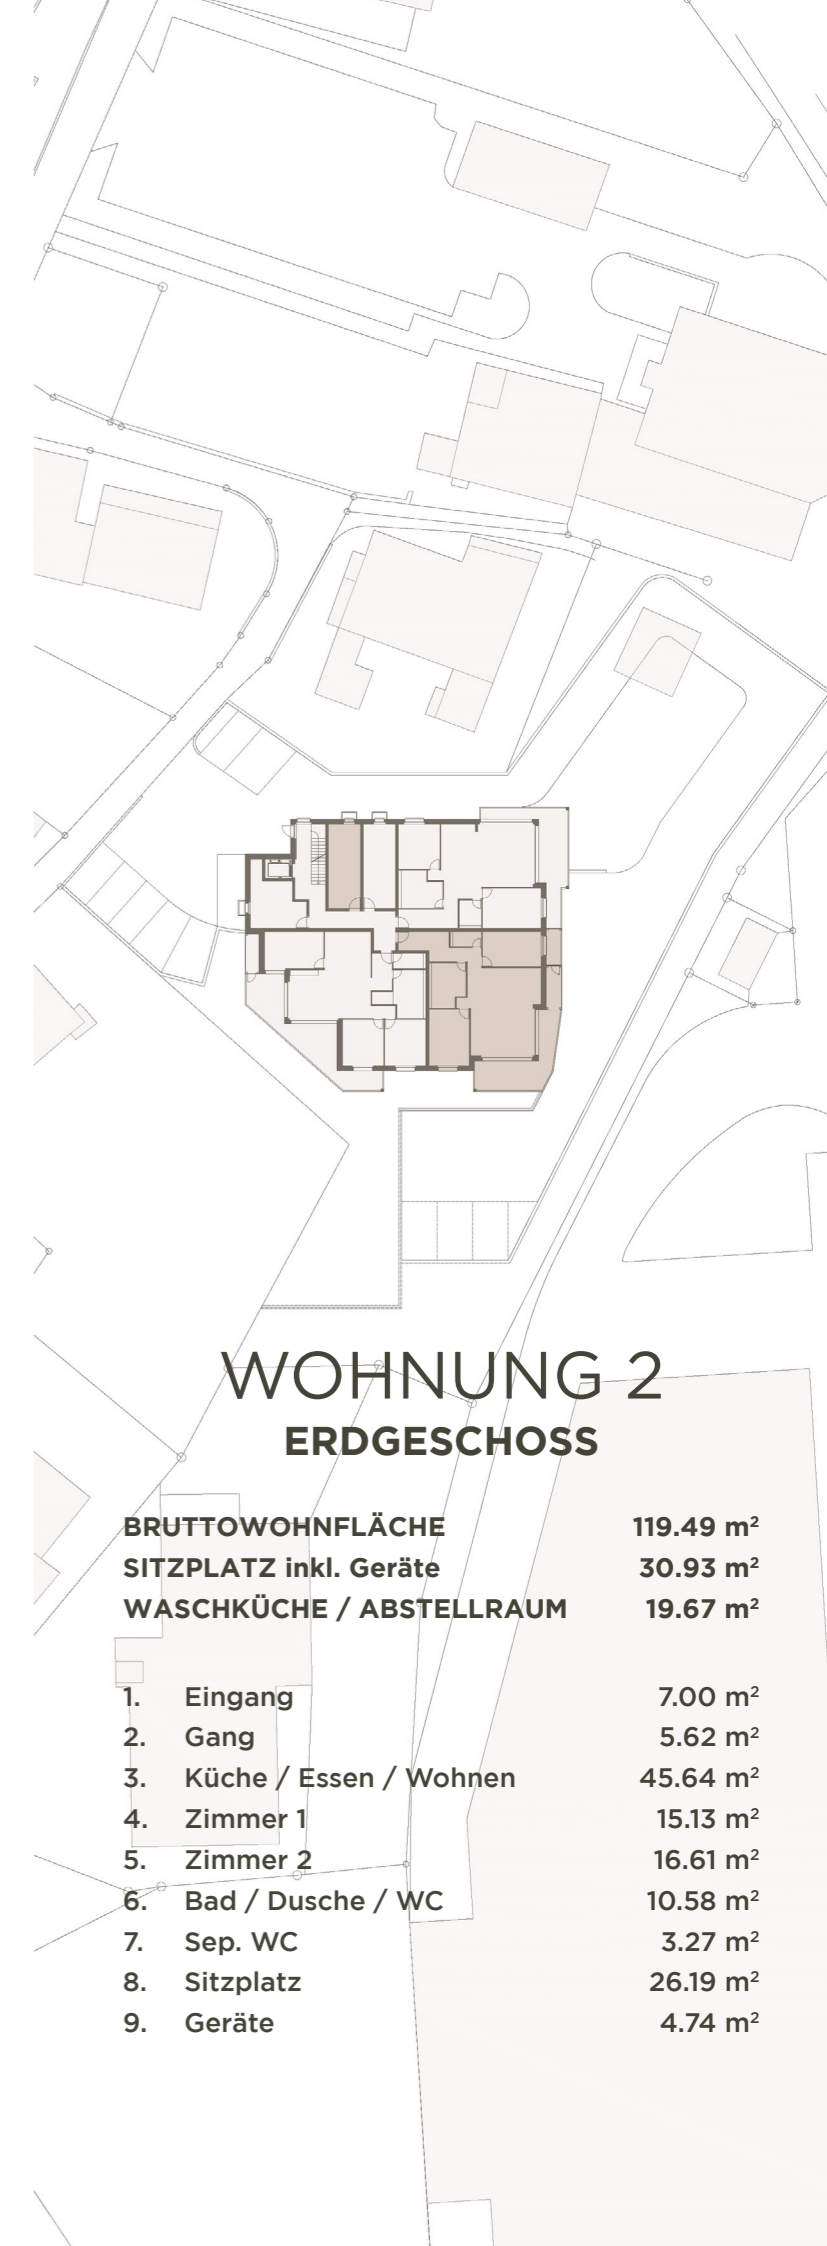 WOHNUNG 2
ERDGESCHOSS
BRUTTOWOHNFLÄCHE 119.49 m²
SITZPLATZ inkl. Geräte 30.93 m²
WASCHKÜCHE / ABSTELLRAUM 19.67 m²
1. Eingang 7.00 m²
2. Gang 5.62 m²
3. Küche / Essen / Wohnen 45.64 m²
4. Zimmer 1 15.13 m²
5. Zimmer 2 16.61 m²
6. Bad / Dusche / WC 10.58 m²
7. Sep. WC 3.27 m²
8. Sitzplatz 26.19 m²
9. Geräte 4.74 m²